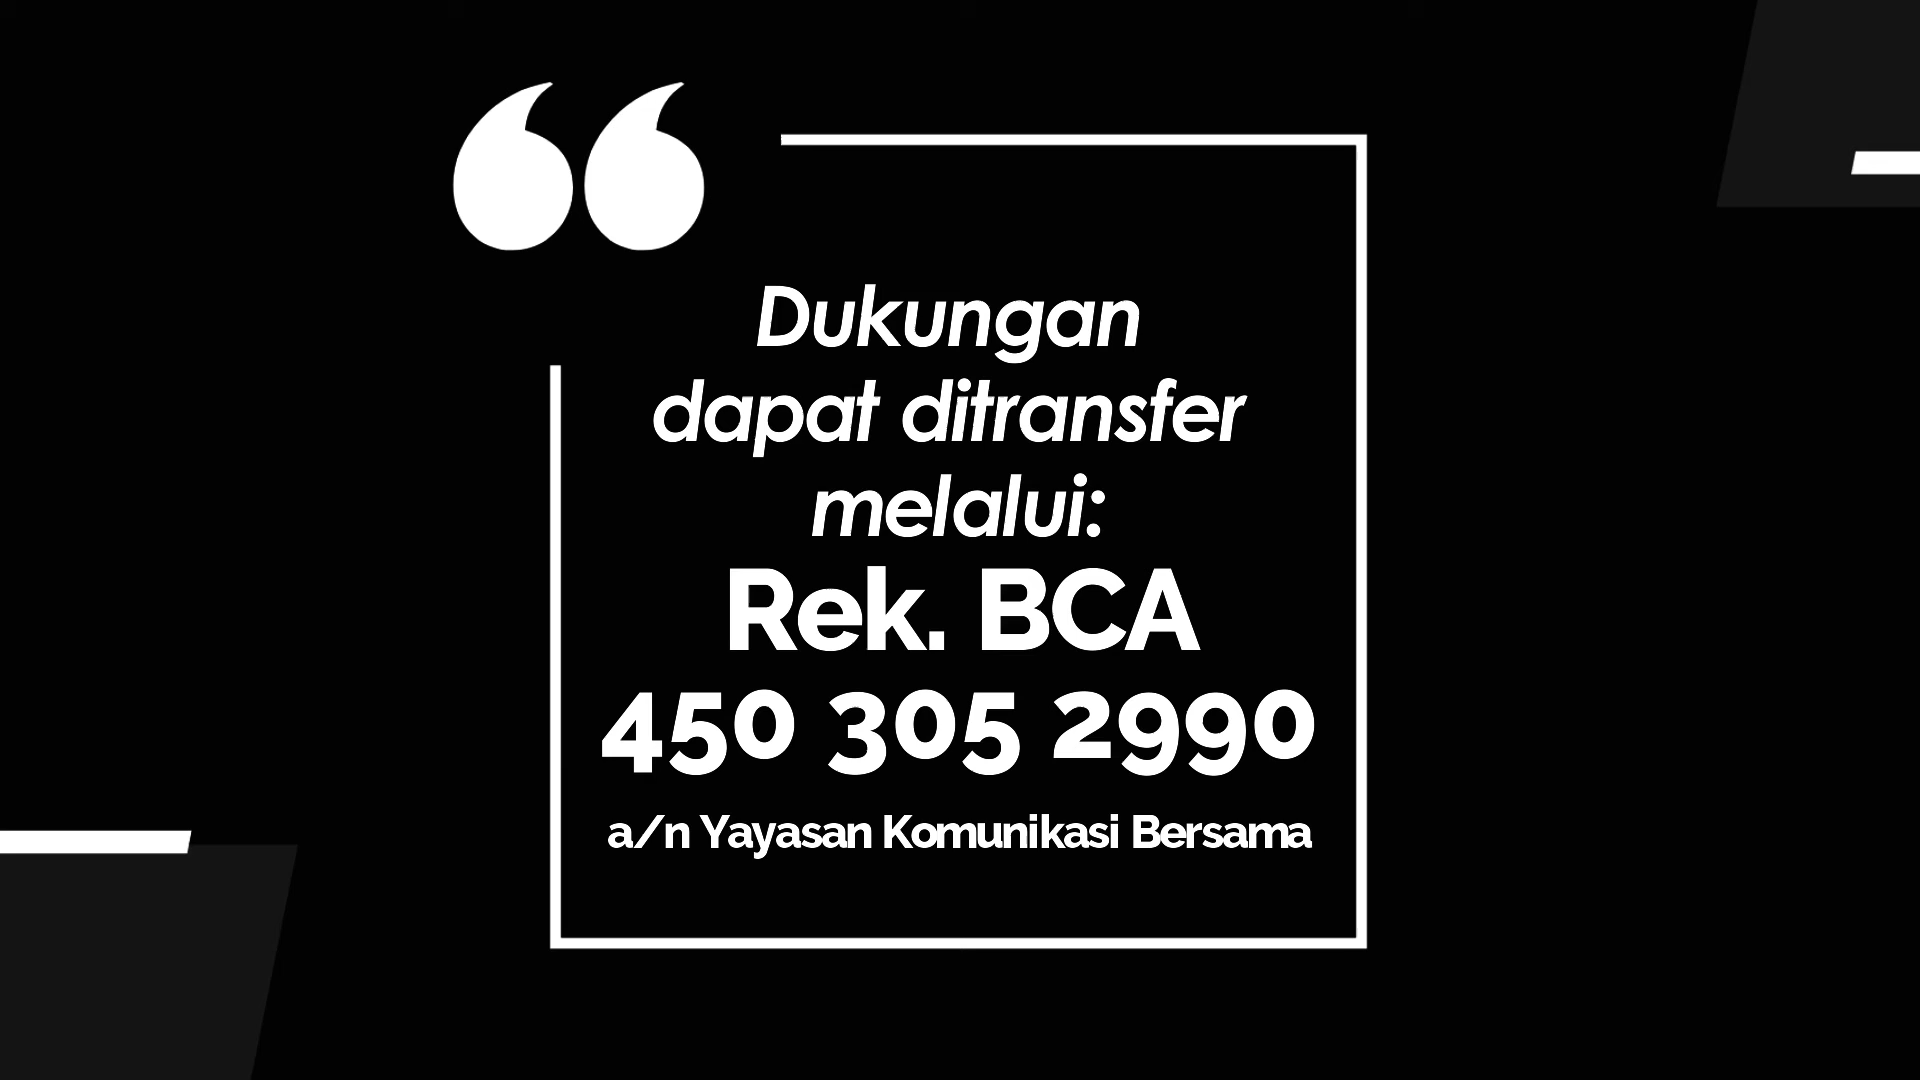 Dukungan
dapat ditransfer
melalui:
Rek. BCA
450 305 2990
a/n Yayasan Komunikasi Bersama